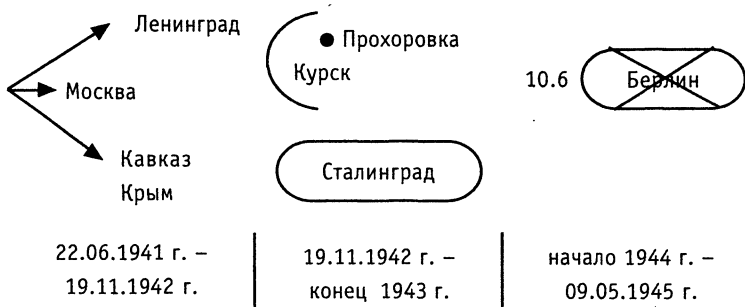 Ленинград
Москва
Кавказ
Крым
Прохоровка
Курск
Сталинград
10.6
Берлин
22.06.1941 г. –
19.11.1942 г.
19.11.1942 г. –
конец 1943 г.
начало 1944 г. –
09.05.1945 г.